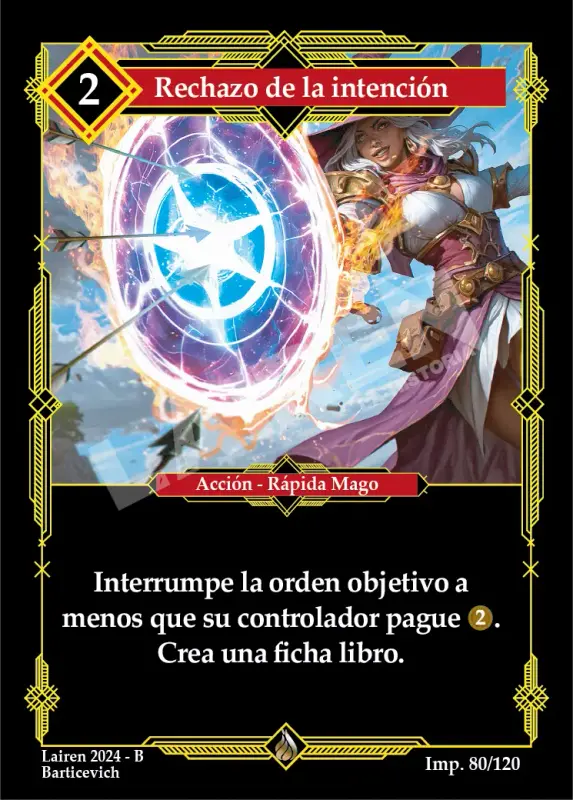 2
Rechazo de la intención
Acción - Rápida Mago
Interrumpe la orden objetivo a
menos que su controlador pague 2.
Crea una ficha libro.
Lairen 2024 - B
Barticevich
Imp. 80/120